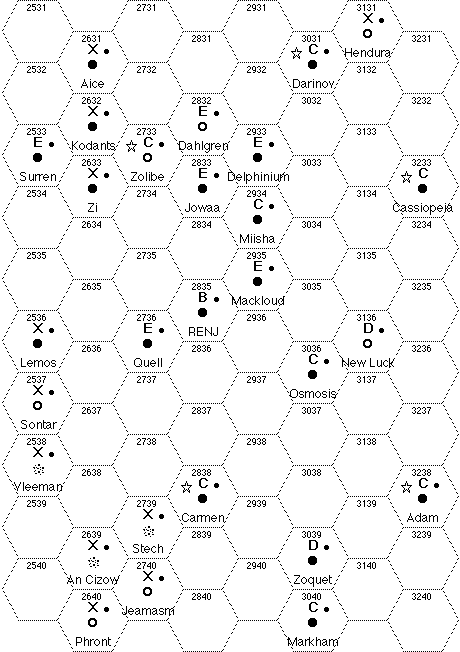 2531 2731 2931 3131
X
2631 2831 3031 3231
X C
Hendura
2532 2732 2932 3132
Aice Darinov
2632 2832 3032 3232
X E
2533 2733 2933 3133
Kodants Dahlgren
E C E
2633 2833 3033 3233
Surren Zolibe Delphinium
X E C
2534 2734 2934 3134
Zi Jowaa Cassiopeia
C
2634 2834 3034 3234
Miisha
2535 2735 2935 3135
E
2635 2835 3035 3235
B Mackloud
2536 2736 2936 3136
X E RENJ D
2636 2836 3036 3236
Lemos Quell C New Luck
2537 2737 2937 3137
X Osmosis
2637 2837 3037 3237
Sontar
2538 2738 2938 3138
X
2638 2838 3038 3238
Vleeman C C
2539 2739 2939 3139
X Carmen Adam
2639 2839 3039 3239
X Stech D
2540 2740 2940 3140
An Cizow X Zoquet
2640 2840 3040 3240
X Jeamasm C
Phront Markham